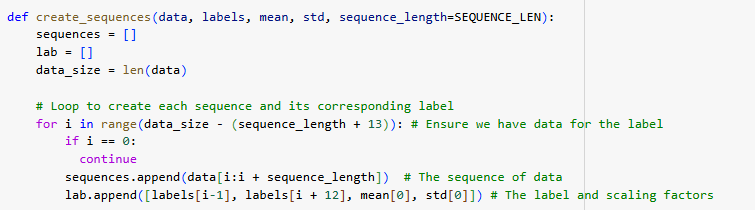 def create_sequences(data, labels, mean, std, sequence_length=SEQUENCE_LEN):
    sequences = []
    lab = []
    data_size = len(data)

    # Loop to create each sequence and its corresponding label
    for i in range(data_size - (sequence_length + 13)): # Ensure we have data for the label
        if i == 0:
          continue
        sequences.append(data[i:i + sequence_length])  # The sequence of data
        lab.append([labels[i-1], labels[i + 12], mean[0], std[0]]) # The label and scaling factors